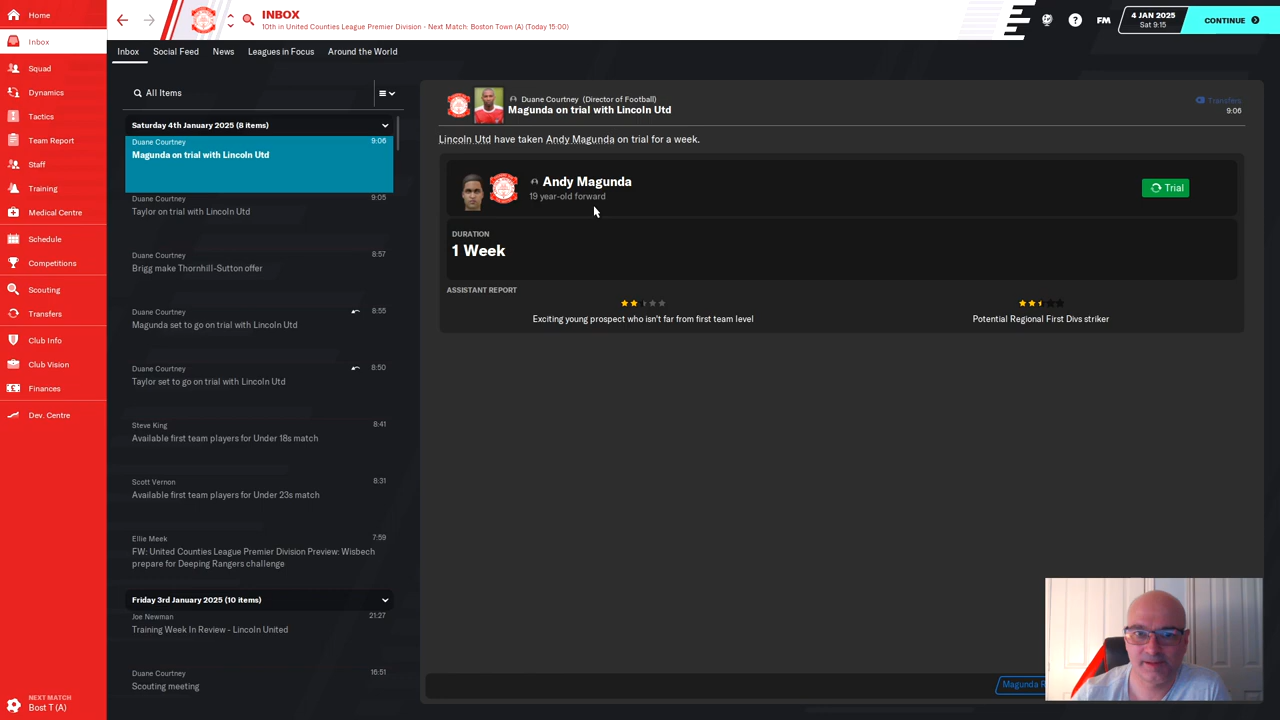 Home
INBOX
10th in United Counties League Premier Division - Next Match: Boston Town (A) (Today 15:00)
FM
4 JAN 2025
Sat 9:15
CONTINUE
Inbox
Inbox
Social Feed
News
Leagues in Focus
Around the World
Squad
Dynamics
Tactics
Team Report
Staff
Training
Medical Centre
Schedule
Competitions
Scouting
Transfers
Club Info
Club Vision
Finances
Dev. Centre
NEXT MATCH
Bost T (A)
All Items
Saturday 4th January 2025 (8 items)
Duane Courtney 9:06
Magunda on trial with Lincoln Utd
Duane Courtney 9:05
Taylor on trial with Lincoln Utd
Duane Courtney 8:57
Brigg make Thornhill-Sutton offer
Duane Courtney 8:55
Magunda set to go on trial with Lincoln Utd
Duane Courtney 8:50
Taylor set to go on trial with Lincoln Utd
Steve King 8:41
Available first team players for Under 18s match
Scott Vernon 8:31
Available first team players for Under 23s match
Ellie Meek 7:59
FW: United Counties League Premier Division Preview: Wisbech
prepare for Deeping Rangers challenge
Friday 3rd January 2025 (10 items)
Joe Newman 21:27
Training Week In Review - Lincoln United
Duane Courtney 16:51
Scouting meeting
Duane Courtney (Director of Football)
Magunda on trial with Lincoln Utd
Transfers
9:06
Lincoln Utd have taken Andy Magunda on trial for a week.
Andy Magunda
19 year-old forward
Trial
DURATION
1 Week
ASSISTANT REPORT
Exciting young prospect who isn't far from first team level
Potential Regional First Divs striker
Magunda